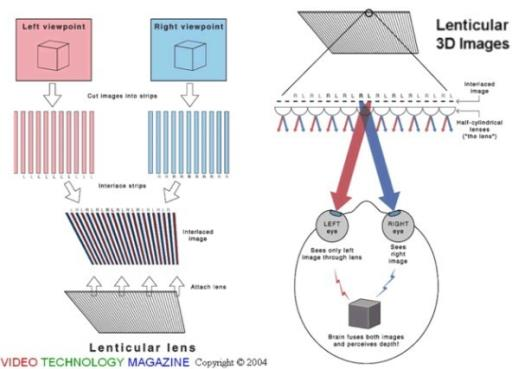 Left viewpoint
Right viewpoint
Cut images into strips
L L L L L L L L L
R R R R R R R R R
Interlace strips
Interlaced
image
Attach lens
Lenticular lens
VIDEO TECHNOLOGY MAGAZINE Copyright © 2004
Lenticular
3D Images
Interlaced
image
Half-cylindrical
lenses
("the lens")
LEFT
eye
RIGHT
eye
Sees only left
image through lens
Sees
right
image
Brain fuses both images
and perceives depth!